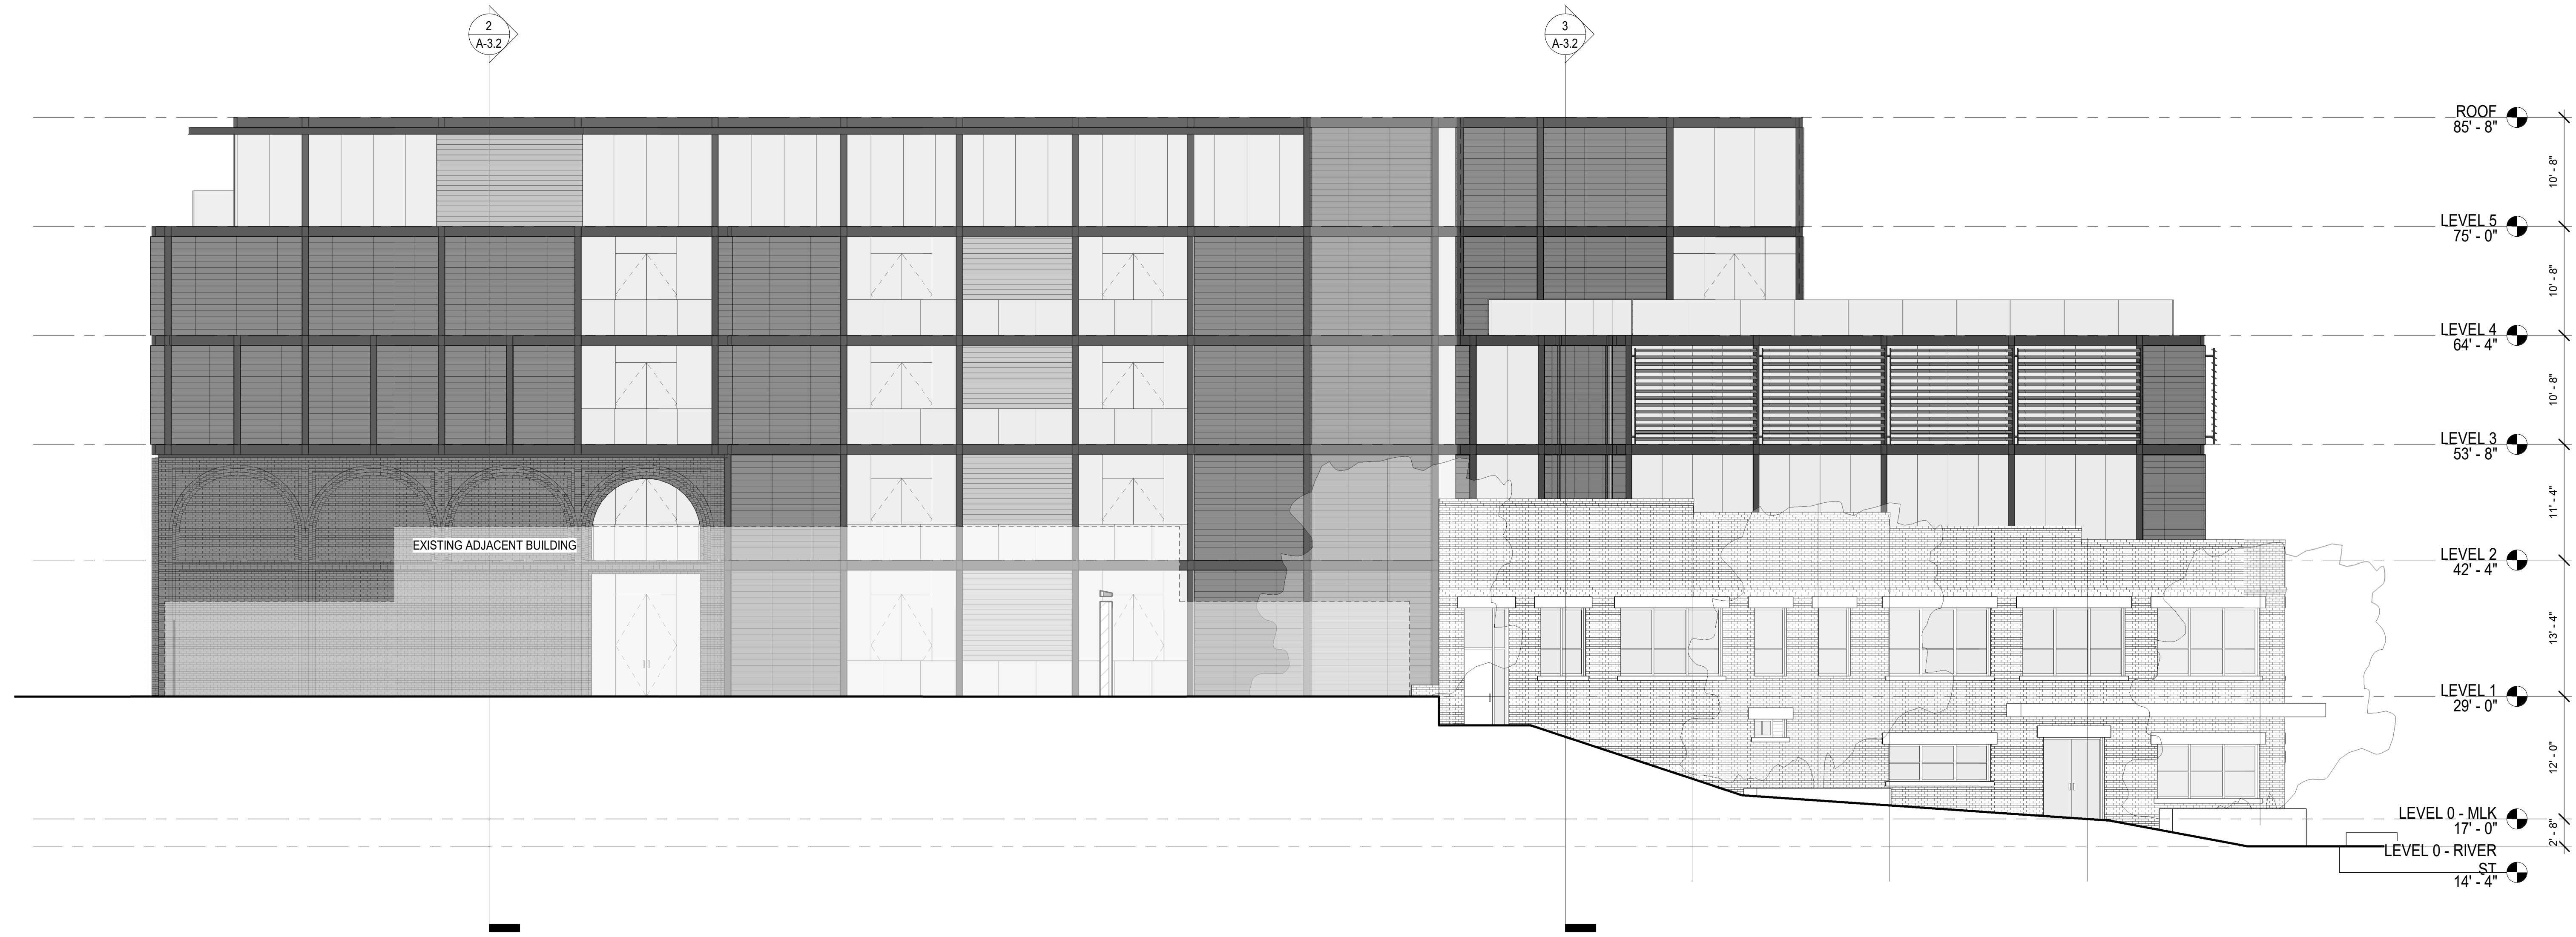 2
A-3.2
3
A-3.2
ROOF
85' - 8"
10' - 8"
LEVEL 5
75' - 0"
10' - 8"
LEVEL 4
64' - 4"
10' - 8"
LEVEL 3
53' - 8"
11' - 4"
EXISTING ADJACENT BUILDING
LEVEL 2
42' - 4"
13' - 4"
LEVEL 1
29' - 0"
12' - 0"
LEVEL 0 - MLK
17' - 0"
2' - 8"
LEVEL 0 - RIVER
ST
14' - 4"